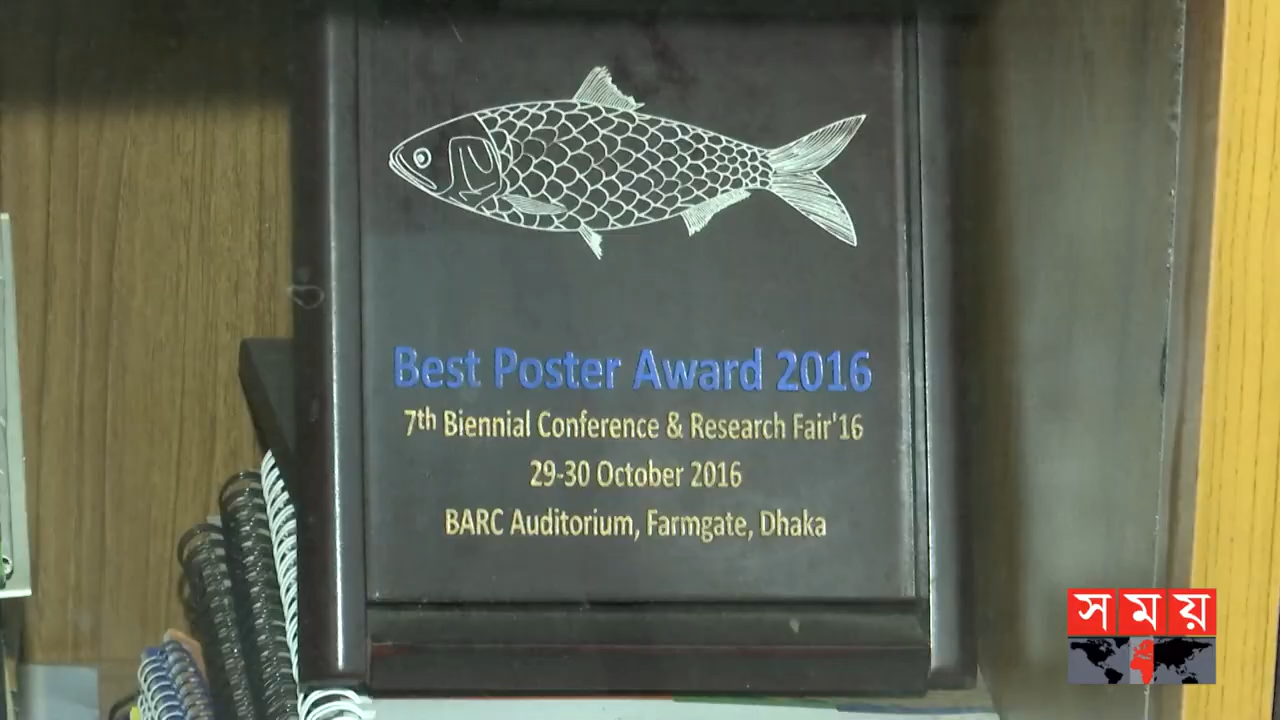 Best Poster Award 2016
7th Biennial Conference & Research Fair'16
29-30 October 2016
BARC Auditorium, Farmgate, Dhaka
সময়